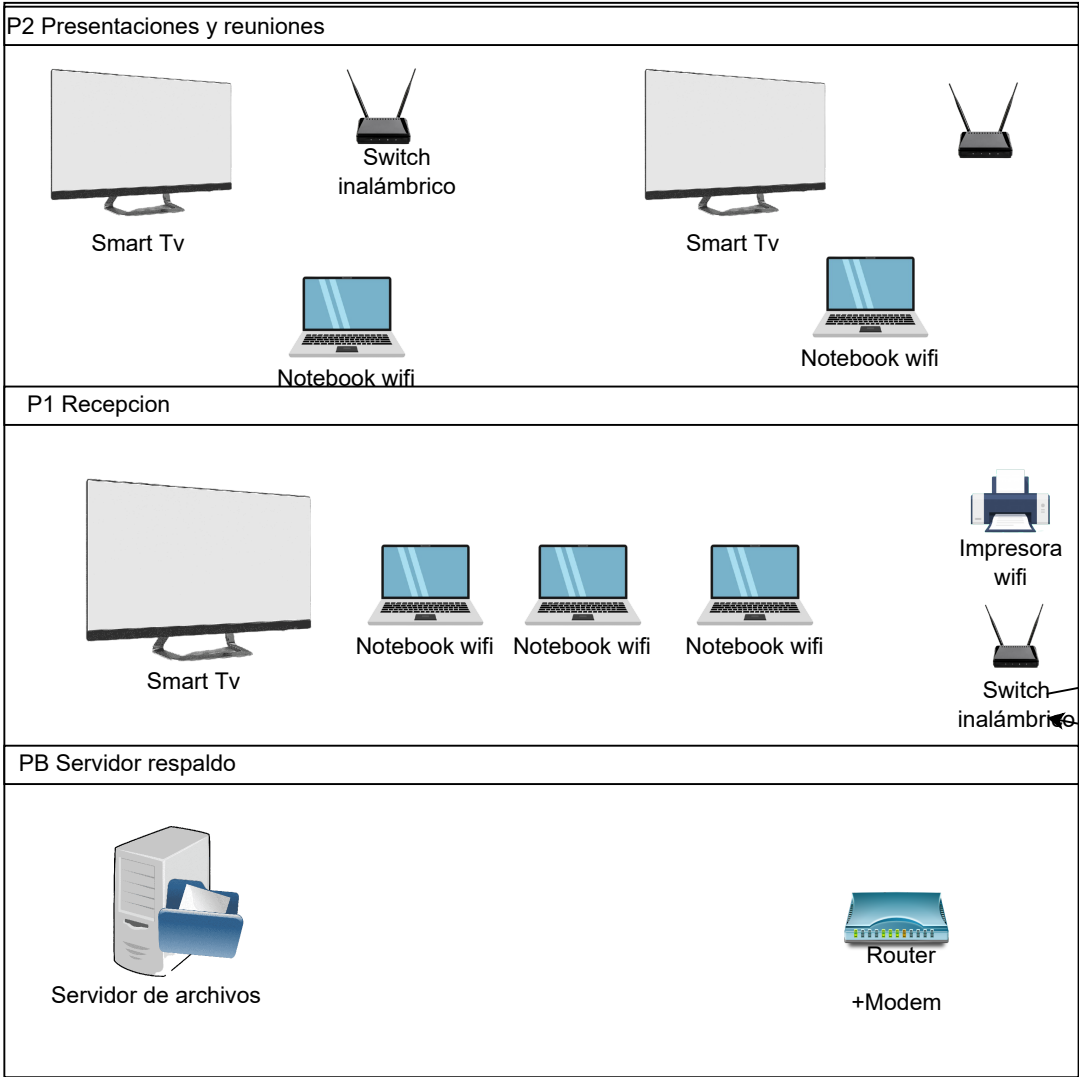 P2 Presentaciones y reuniones
Switch
inalámbrico
Smart Tv
Smart Tv
Notebook wifi
Notebook wifi
P1 Recepcion
Impresora
wifi
Notebook wifi
Notebook wifi
Notebook wifi
Smart Tv
Switch
inalámbrico
PB Servidor respaldo
Servidor de archivos
Router
+Modem